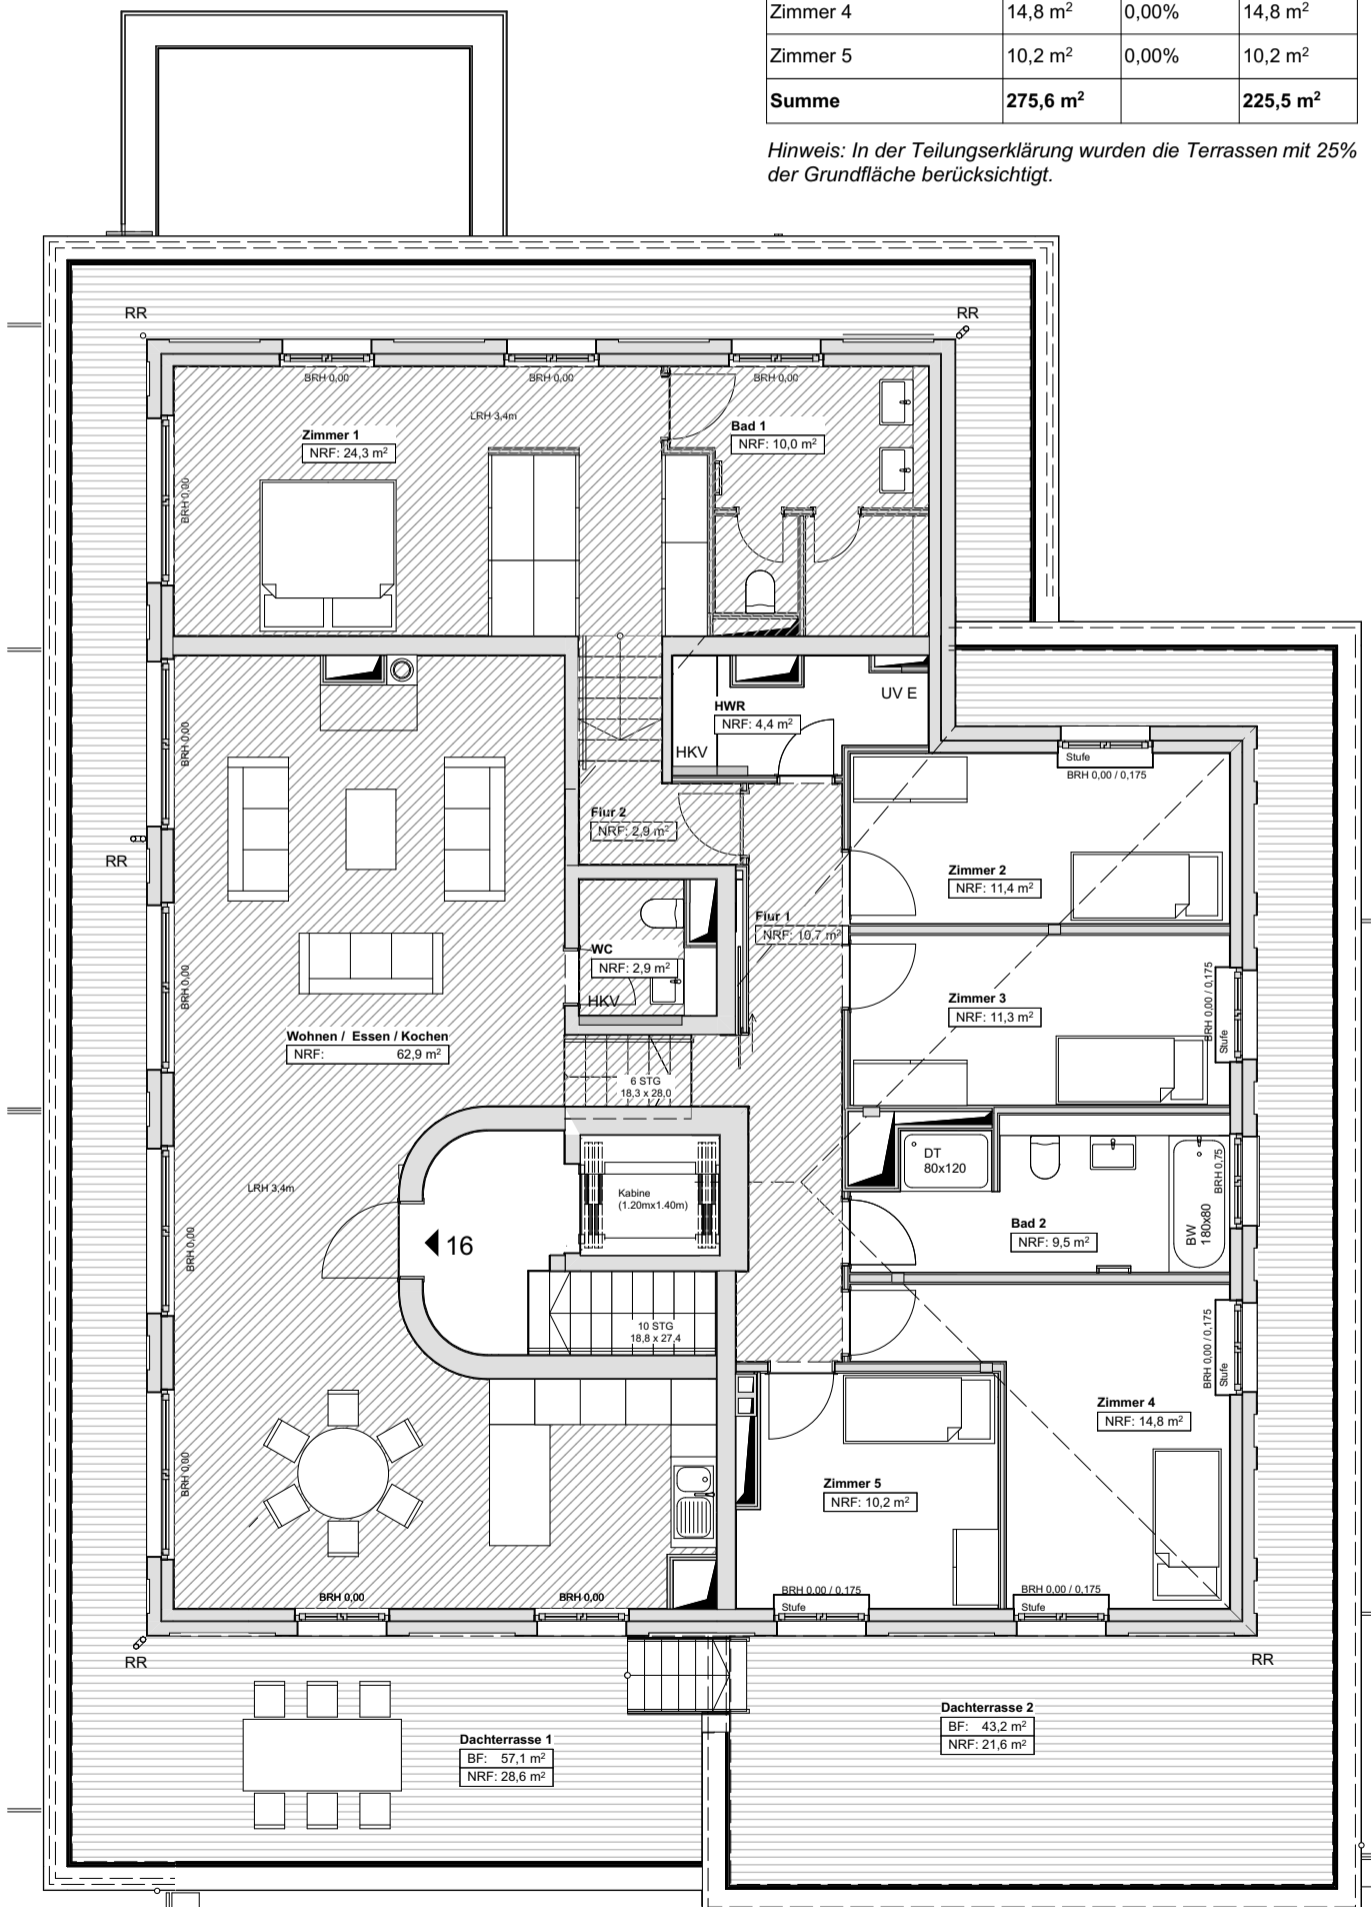 Zimmer 4 14,8 m² 0,00% 14,8 m²
Zimmer 5 10,2 m² 0,00% 10,2 m²
Summe 275,6 m² 225,5 m²
Hinweis: In der Teilungserklärung wurden die Terrassen mit 25%
der Grundfläche berücksichtigt.
RR
RR
BRH 0,00
BRH 0,00
BRH 0,00
LRH 3,4m
Zimmer 1
NRF: 24,3 m²
Bad 1
NRF: 10,0 m²
BRH 0,00
UV E
HWR
NRF: 4,4 m²
HKV
BRH 0,00
Stufe
BRH 0,00 / 0,175
Flur 2
NRF: 2,9 m²
RR
Zimmer 2
NRF: 11,4 m²
Flur 1
NRF: 10,7 m²
WC
NRF: 2,9 m²
HKV
BRH 0,00
Zimmer 3
NRF: 11,3 m²
BRH 0,00 / 0,175
Stufe
Wohnen / Essen / Kochen
NRF: 62,9 m²
6 STG
18,3 x 28,0
DT
80x120
BRH 0,75
Kabine
(1.20mx1.40m)
LRH 3,4m
Bad 2
NRF: 9,5 m²
BW
180x80
BRH 0,00
16
10 STG
18,8 x 27,4
BRH 0,00 / 0,175
Stufe
Zimmer 4
NRF: 14,8 m²
BRH 0,00
Zimmer 5
NRF: 10,2 m²
BRH 0,00
BRH 0,00
BRH 0,00 / 0,175
Stufe
BRH 0,00 / 0,175
Stufe
RR
RR
Dachterrasse 1
BF: 57,1 m²
NRF: 28,6 m²
Dachterrasse 2
BF: 43,2 m²
NRF: 21,6 m²